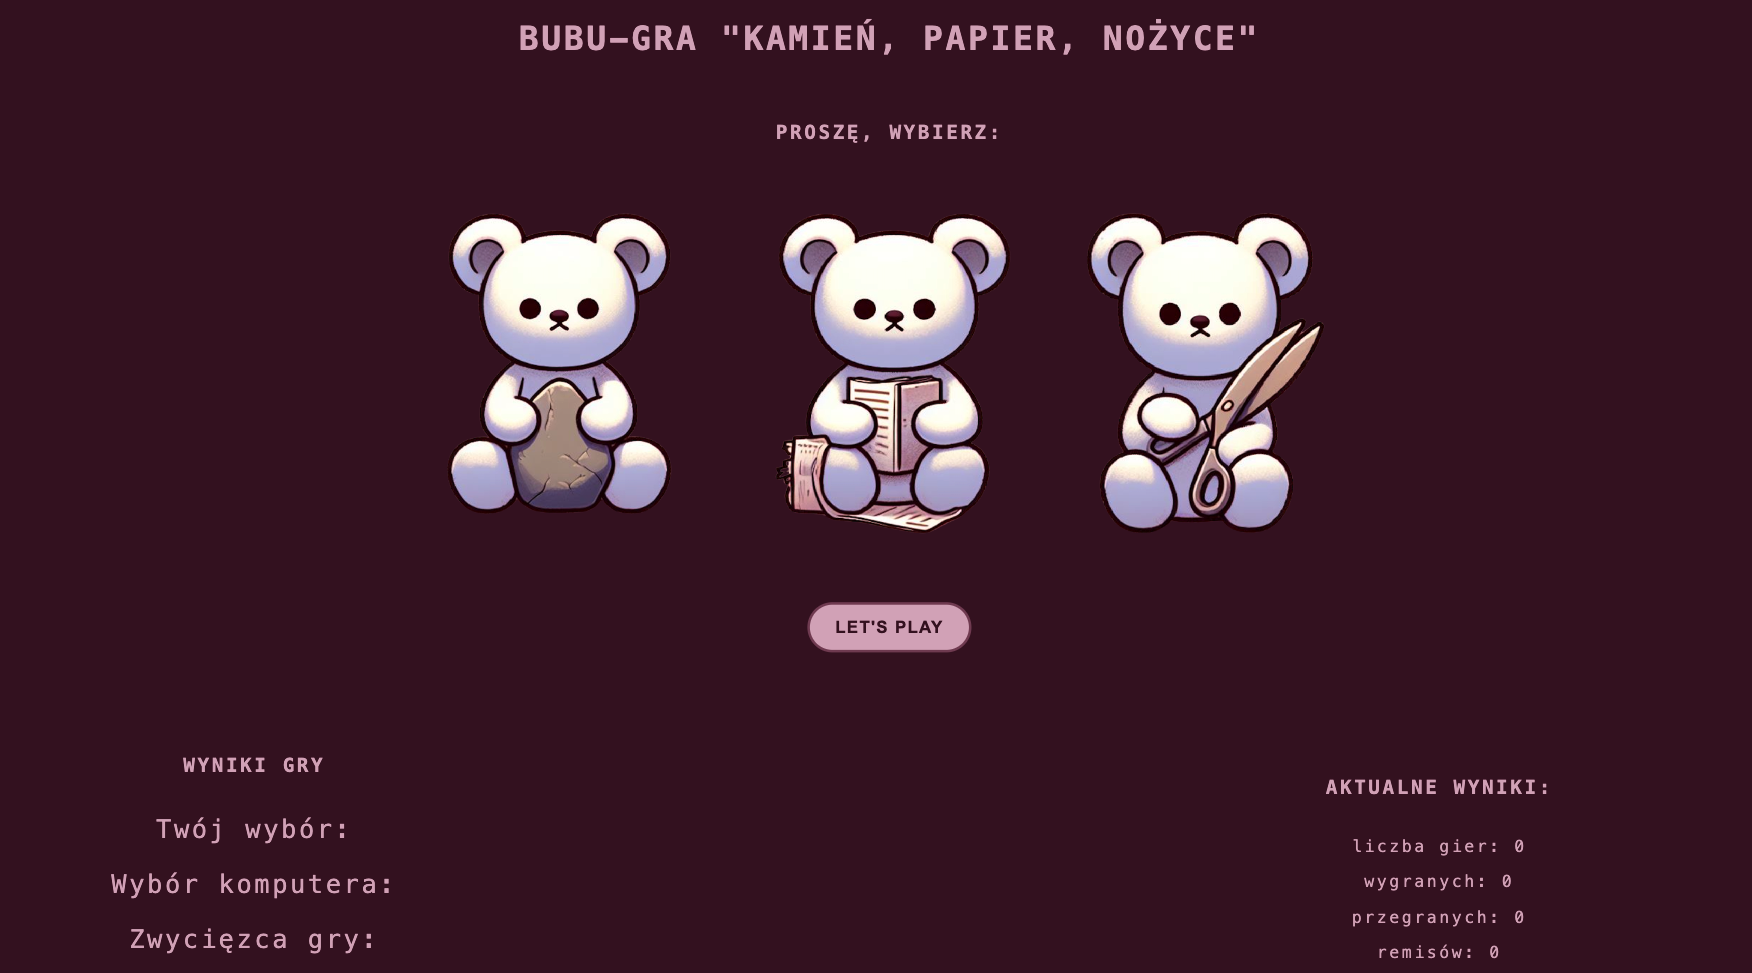 BUBU–GRA "KAMIEŃ, PAPIER, NOŻYCE"
PROSZĘ, WYBIERZ:
LET'S PLAY
WYNIKI GRY
Twój wybór:
Wybór komputera:
Zwycięzca gry:
AKTUALNE WYNIKI:
liczba gier: 0
wygranych: 0
przegranych: 0
remisów: 0